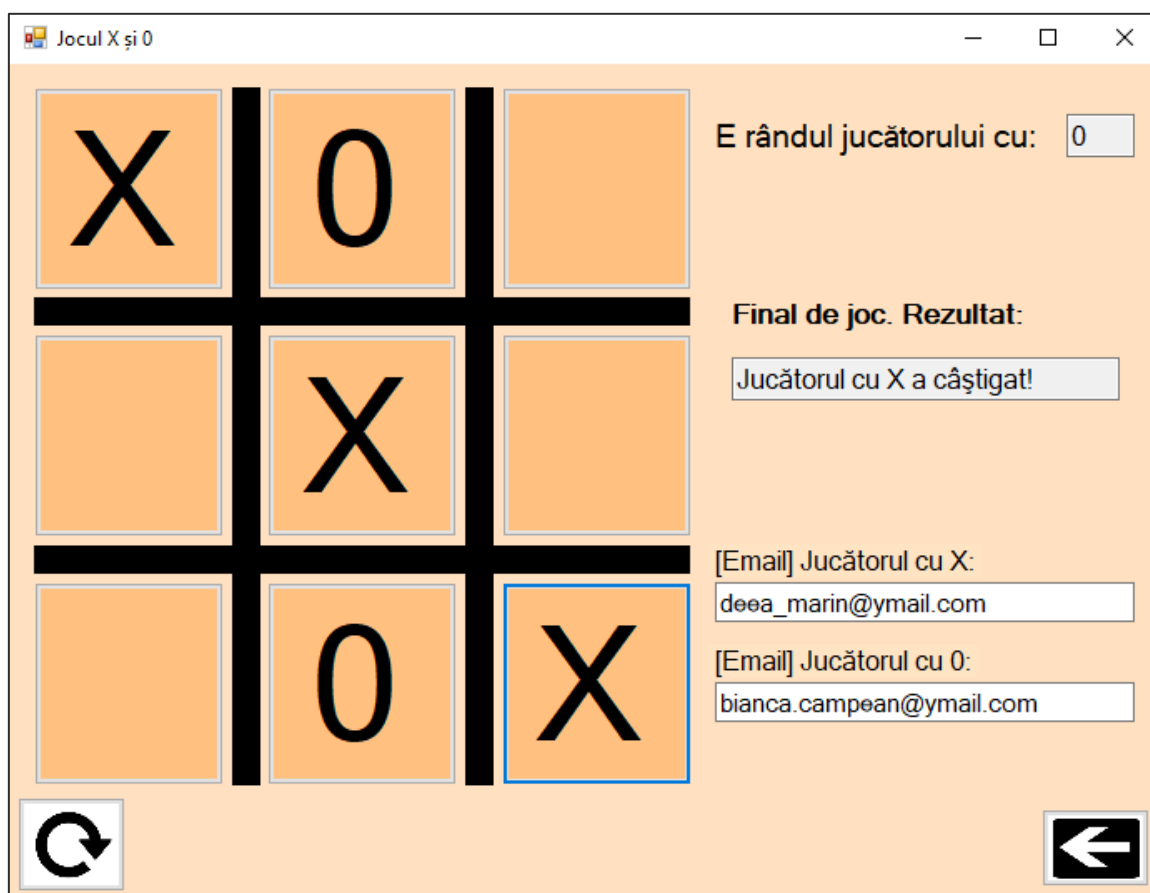 Jocul X și 0
X 0
X
0 X
E rândul jucătorului cu: 0
Final de joc. Rezultat:
Jucătorul cu X a câştigat!
[Email] Jucătorul cu X:
deea_marin@ymail.com
[Email] Jucătorul cu 0:
bianca.campean@ymail.com